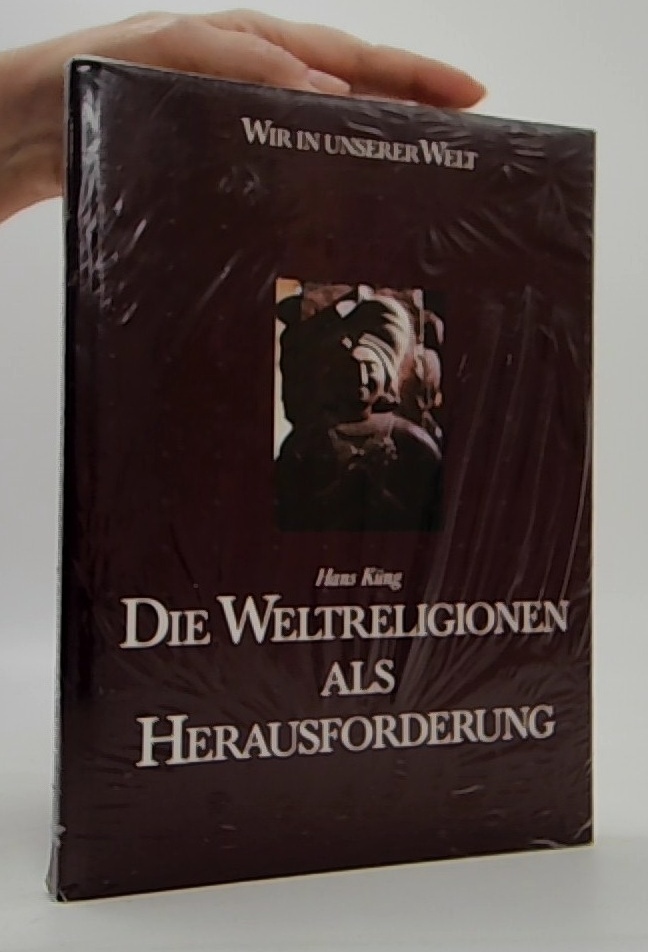 WIR IN UNSERER WELT
Hans Küng
DIE WELTRELIGIONEN
ALS
HERAUSFORDERUNG